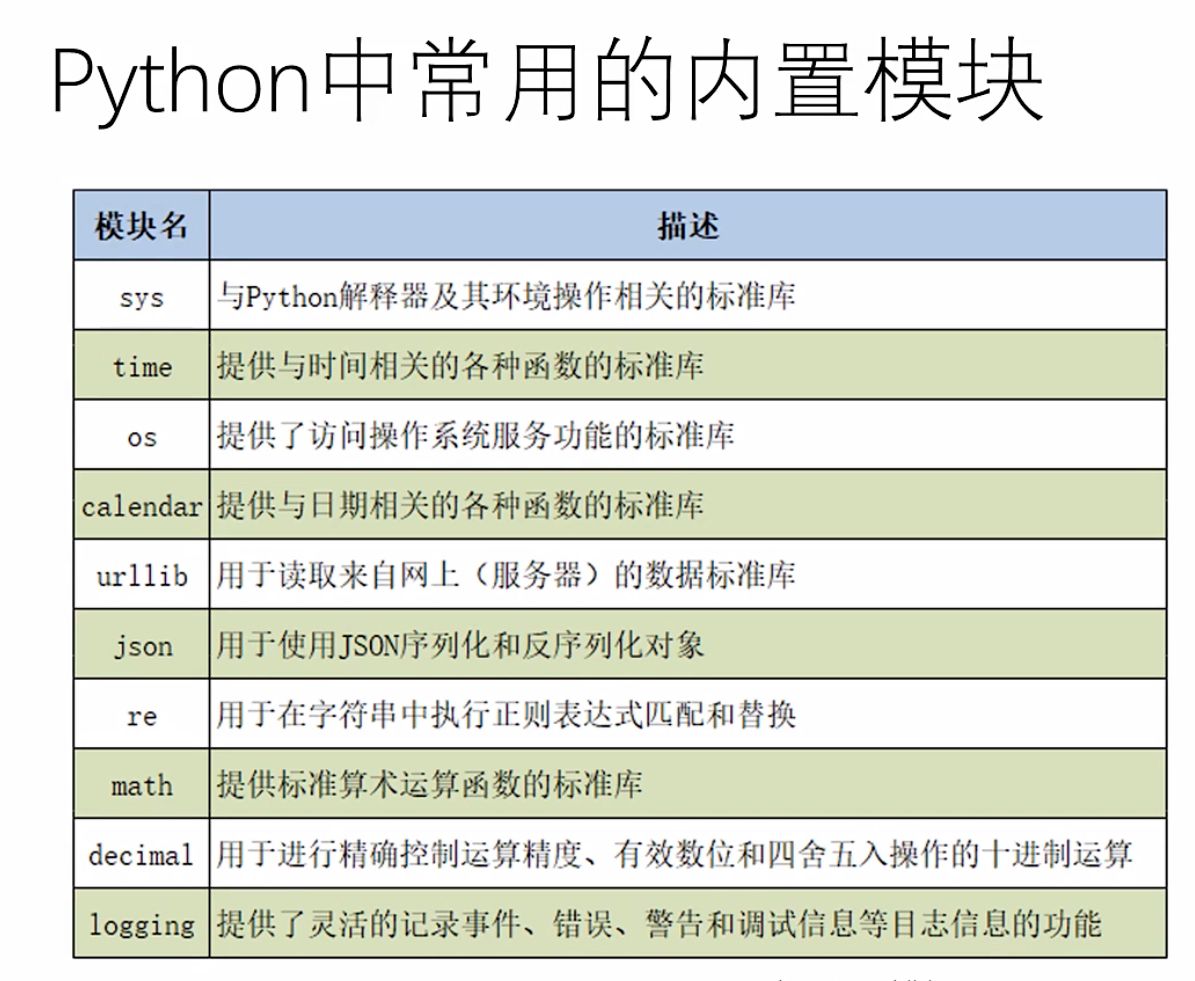 Python中常用的内置模块
模块名 描述
sys 与Python解释器及其环境操作相关的标准库
time 提供与时间相关的各种函数的标准库
os 提供了访问操作系统服务功能的标准库
calendar 提供与日期相关的各种函数的标准库
urllib 用于读取来自网上（服务器）的数据标准库
json 用于使用JSON序列化和反序列化对象
re 用于在字符串中执行正则表达式匹配和替换
math 提供标准算术运算函数的标准库
decimal 用于进行精确控制运算精度、有效数位和四舍五入操作的十进制运算
logging 提供了灵活的记录事件、错误、警告和调试信息等日志信息的功能